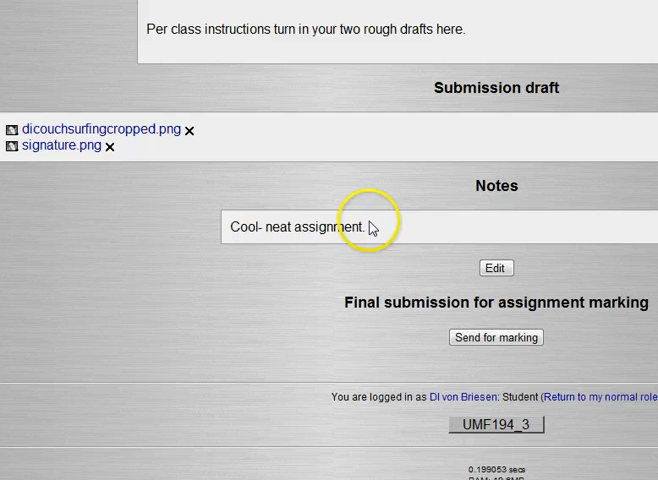 Per class instructions turn in your two rough drafts here.
Submission draft
dicouchsurfingcropped.png
signature.png
Notes
Cool- neat assignment.
Edit
Final submission for assignment marking
Send for marking
You are logged in as DI von Briesen: Student (Return to my normal role
UMF194_3
0.199053 secs